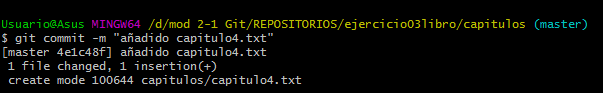 Usuario@Asus MINGW64 /d/mod 2-1 Git/REPOSITORIOS/ejercicio03libro/capitulos (master)
$ git commit -m "añadido capitulo4.txt"
[master 4e1c48f] añadido capitulo4.txt
 1 file changed, 1 insertion(+)
 create mode 100644 capitulos/capitulo4.txt